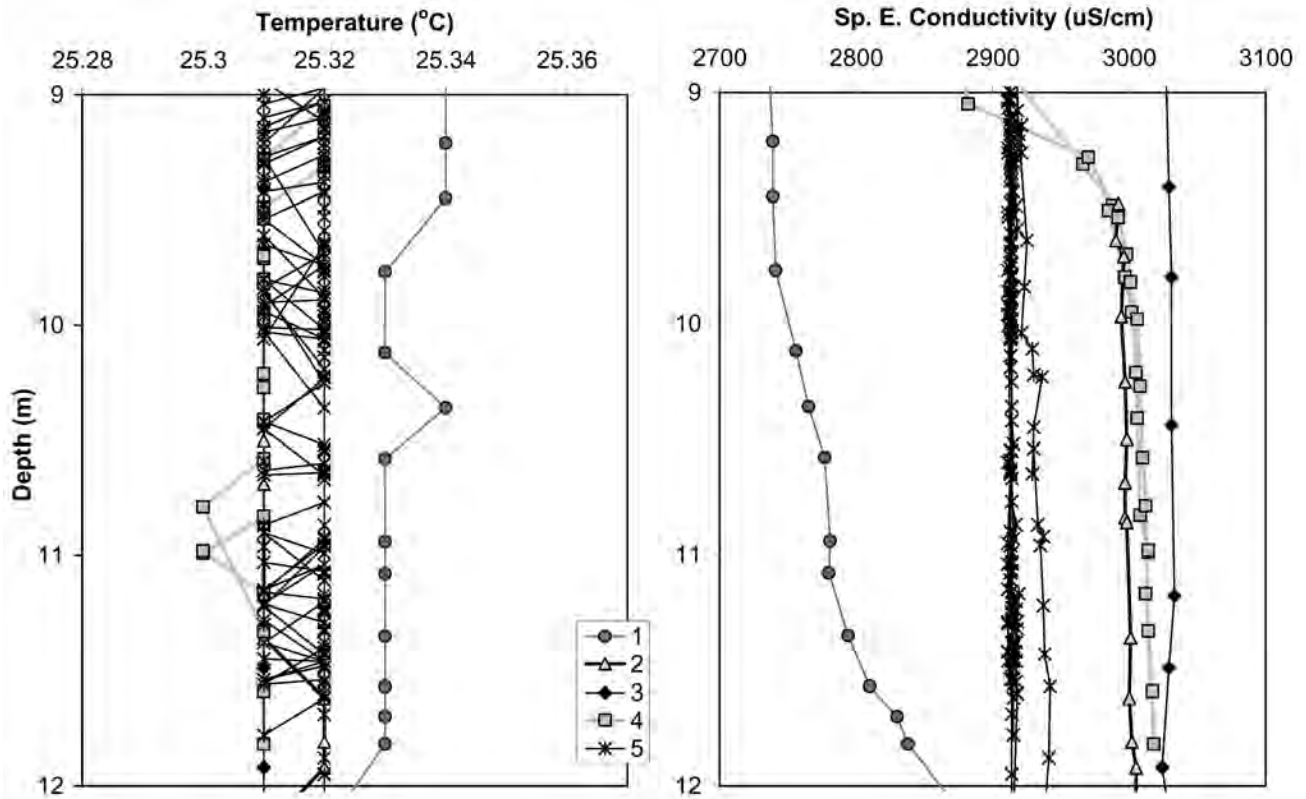 Temperature (°C)
25.28 25.3 25.32 25.34 25.36
9
10
11
12
Depth (m)
1
2
3
4
5
Sp. E. Conductivity (uS/cm)
2700 2800 2900 3000 3100
9
10
11
12